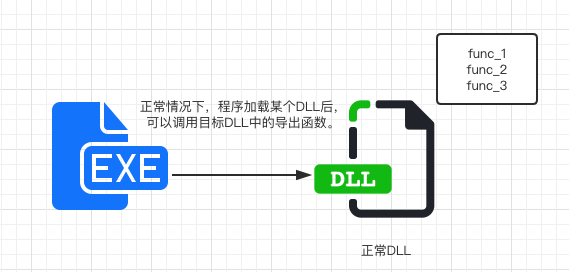 func_1
func_2
func_3
正常情况下，程序加载某个DLL后，
可以调用目标DLL中的导出函数。
EXE
DLL
正常DLL